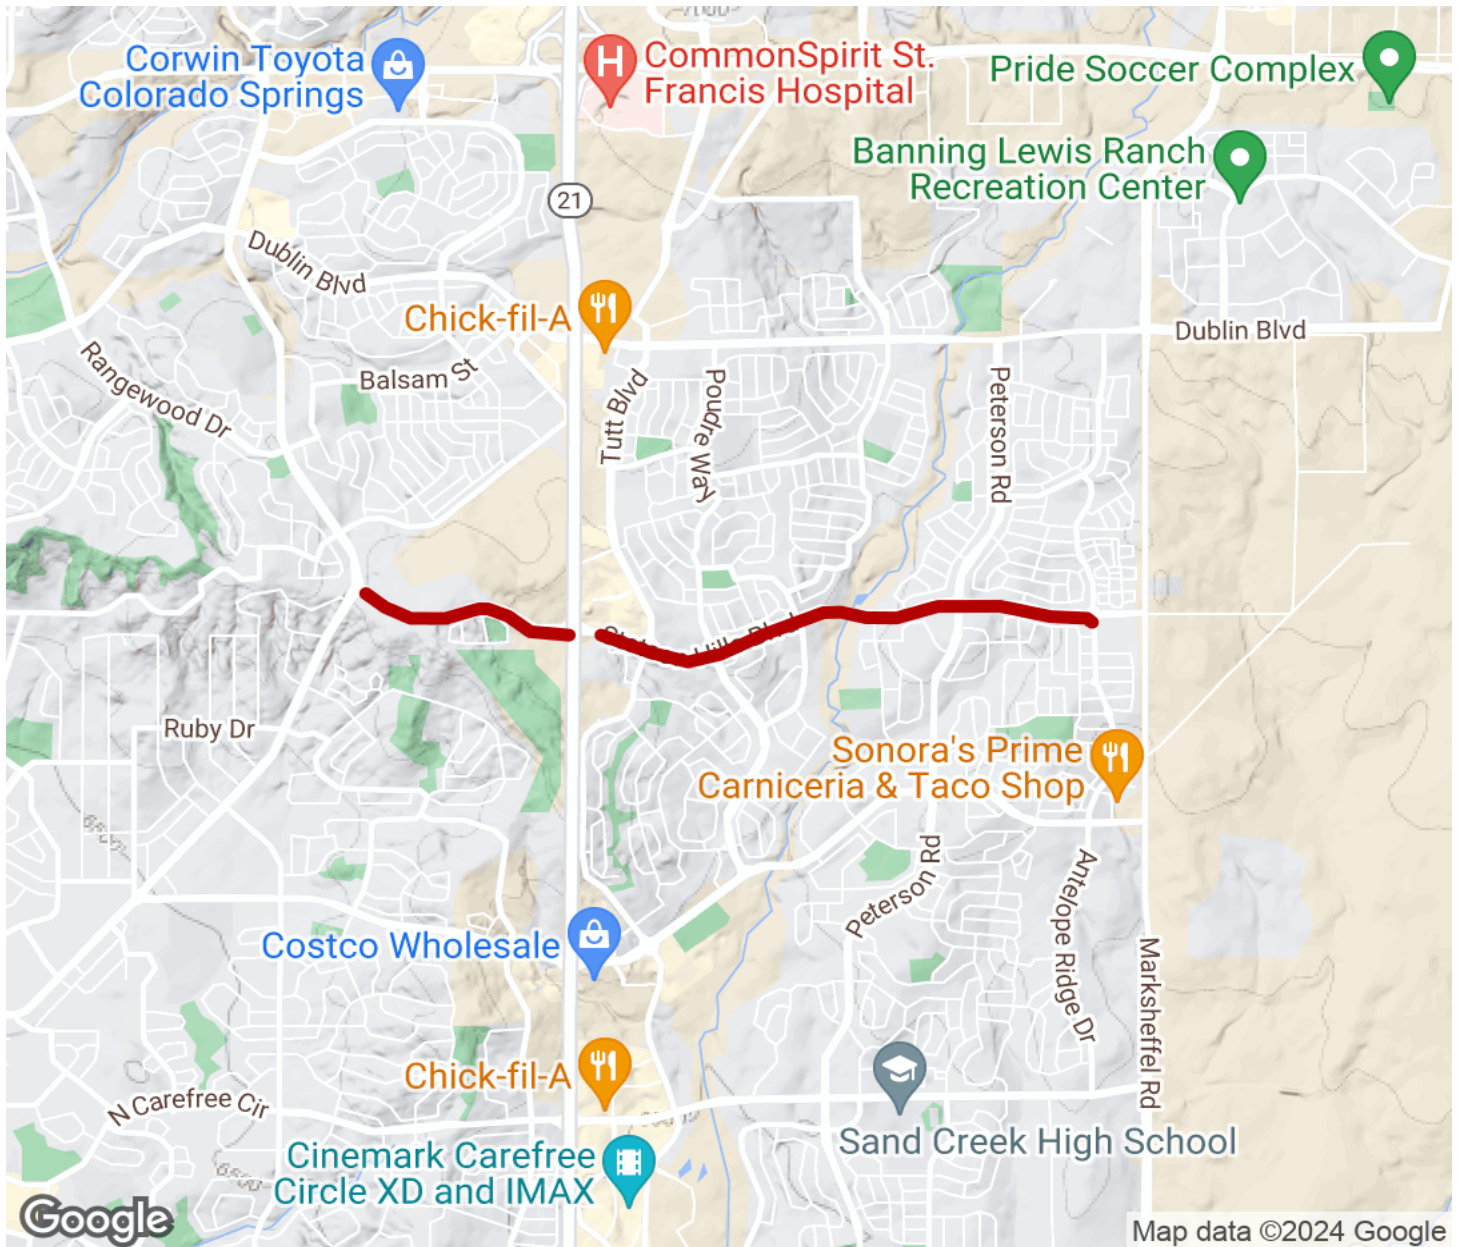 Corwin Toyota
Colorado Springs
CommonSpirit St.
Francis Hospital
Pride Soccer Complex
Banning Lewis Ranch
Recreation Center
21
Dublin Blvd
Chick-fil-A
Dublin Blvd
Rangewood Dr
Balsam St
Tutt Blvd
Poudre Way
Peterson Rd
Ruby Dr
Sonora's Prime
Carniceria & Taco Shop
Peterson Rd
Antelope Ridge Dr
Costco Wholesale
Marksheffel Rd
Chick-fil-A
N Carefree Cir
Sand Creek High School
Cinemark Carefree
Circle XD and IMAX
Google
Map data ©2024 Google